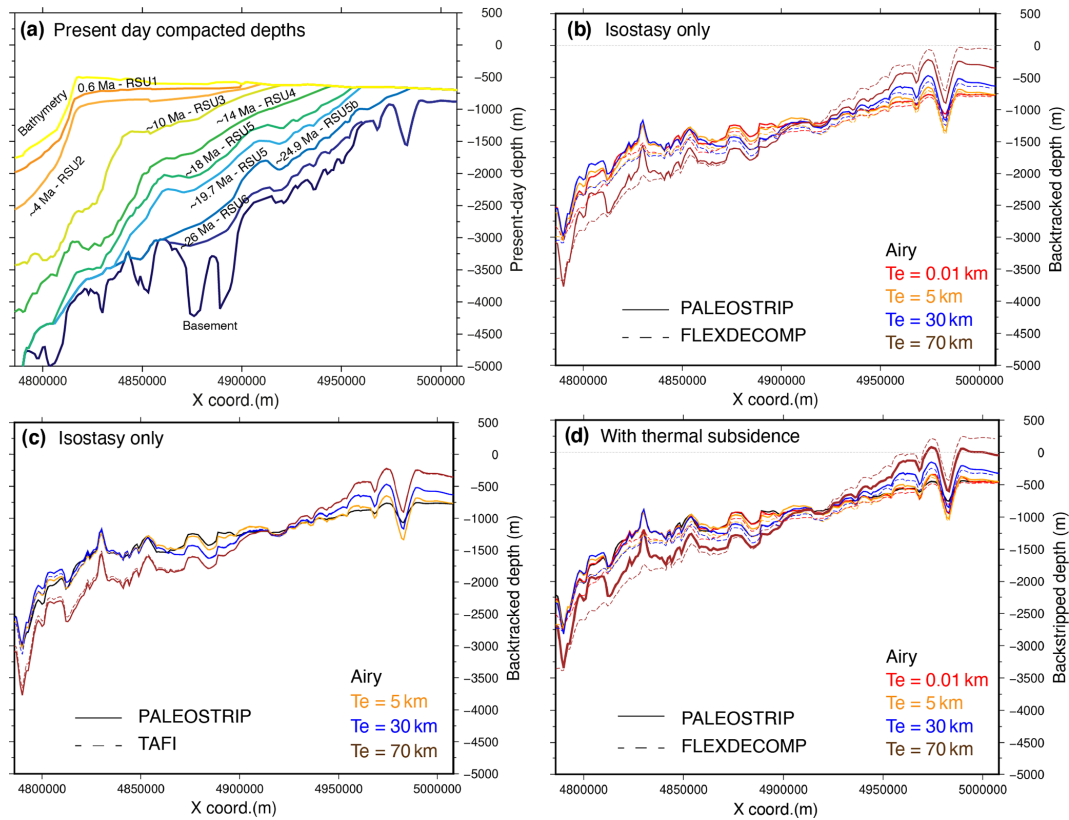 (a) Present day compacted depths
500
0
−500
−1000
−1500
−2000
−2500
−3000
−3500
−4000
−4500
−5000
Present-day depth (m)
Bathymetry
0.6 Ma - RSU1
~4 Ma - RSU2
~10 Ma - RSU3
~14 Ma - RSU4
~18 Ma - RSU5
~19.7 Ma - RSU5
~24.9 Ma - RSU5b
~26 Ma - RSU6
Basement
4800000 4850000 4900000 4950000 5000000
X coord.(m)
(b) Isostasy only
500
0
−500
−1000
−1500
−2000
−2500
−3000
−3500
−4000
−4500
−5000
Backtracked depth (m)
Airy
Te = 0.01 km
Te = 5 km
Te = 30 km
Te = 70 km
PALEOSTRIP
FLEXDECOMP
4800000 4850000 4900000 4950000 5000000
X coord.(m)
(c) Isostasy only
500
0
−500
−1000
−1500
−2000
−2500
−3000
−3500
−4000
−4500
−5000
Backtracked depth (m)
Airy
Te = 5 km
Te = 30 km
Te = 70 km
PALEOSTRIP
TAFI
4800000 4850000 4900000 4950000 5000000
X coord.(m)
(d) With thermal subsidence
500
0
−500
−1000
−1500
−2000
−2500
−3000
−3500
−4000
−4500
−5000
Backstripped depth (m)
Airy
Te = 0.01 km
Te = 5 km
Te = 30 km
Te = 70 km
PALEOSTRIP
FLEXDECOMP
4800000 4850000 4900000 4950000 5000000
X coord.(m)